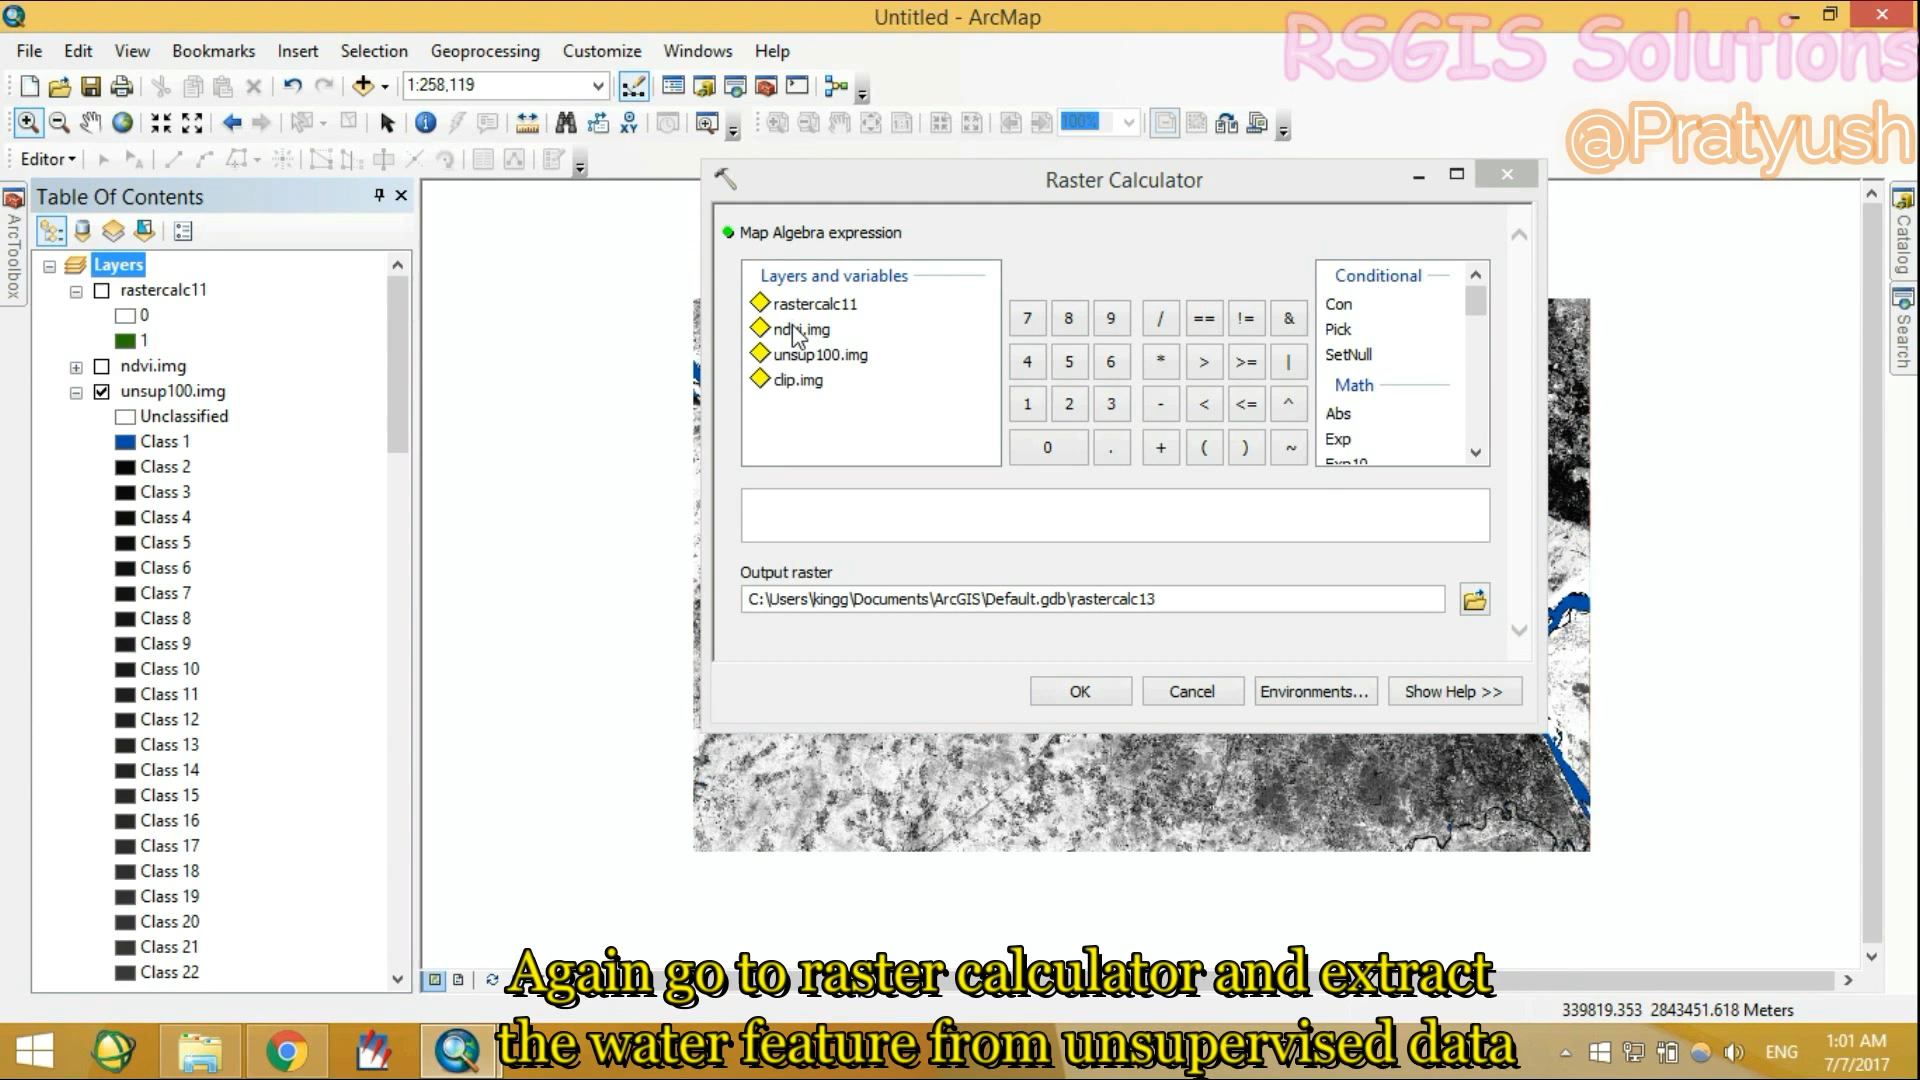 Untitled - ArcMap
RSGIS Solutions
@Pratyush
File Edit View Bookmarks Insert Selection Geoprocessing Customize Windows Help
1:258,119
100%
Editor
Table Of Contents
ArcToolbox
Layers
rastercalc11
0
1
ndvi.img
unsup100.img
Unclassified
Class 1
Class 2
Class 3
Class 4
Class 5
Class 6
Class 7
Class 8
Class 9
Class 10
Class 11
Class 12
Class 13
Class 14
Class 15
Class 16
Class 17
Class 18
Class 19
Class 20
Class 21
Class 22
Raster Calculator
Map Algebra expression
Layers and variables
rastercalc11
ndvi.img
unsup100.img
clip.img
7 8 9 / == != &
4 5 6 * > >= |
1 2 3 - < <= ^
0 . + ( ) ~
Conditional
Con
Pick
SetNull
Math
Abs
Exp
Exp10
Output raster
C:\Users\kingg\Documents\ArcGIS\Default.gdb\rastercalc13
OK Cancel Environments... Show Help >>
Catalog
Search
Again go to raster calculator and extract
the water feature from unsupervised data
339819.353 2843451.618 Meters
ENG
1:01 AM
7/7/2017